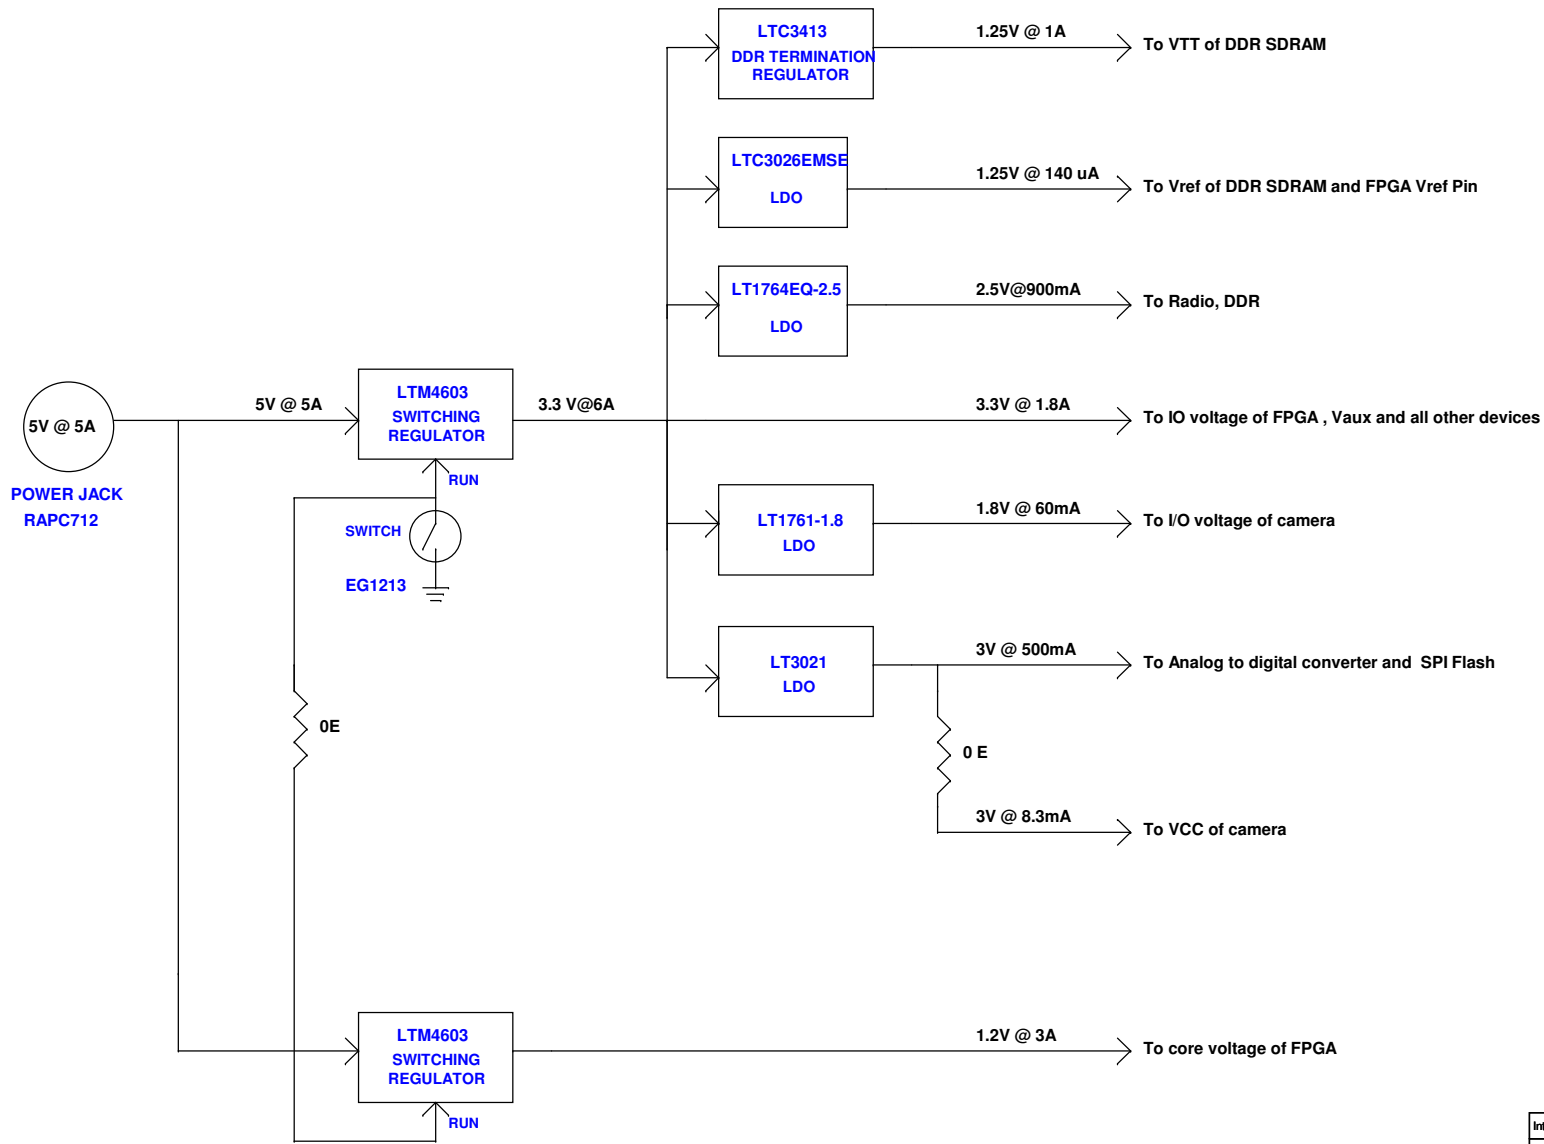 LTC3413
DDR TERMINATION
REGULATOR
1.25V @ 1A
To VTT of DDR SDRAM
LTC3026EMSE
LDO
1.25V @ 140 uA
To Vref of DDR SDRAM and FPGA Vref Pin
LT1764EQ-2.5
LDO
2.5V@900mA
To Radio, DDR
5V @ 5A
POWER JACK
RAPC712
5V @ 5A
LTM4603
SWITCHING
REGULATOR
RUN
3.3 V@6A
3.3V @ 1.8A
To IO voltage of FPGA , Vaux and all other devices
SWITCH
EG1213
LT1761-1.8
LDO
1.8V @ 60mA
To I/O voltage of camera
LT3021
LDO
3V @ 500mA
To Analog to digital converter and SPI Flash
0E
0 E
3V @ 8.3mA
To VCC of camera
LTM4603
SWITCHING
REGULATOR
RUN
1.2V @ 3A
To core voltage of FPGA